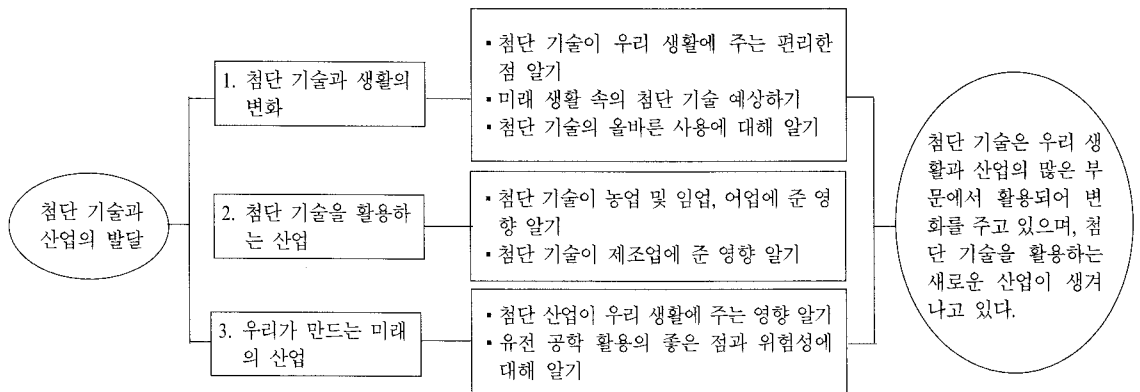 첨단 기술과
산업의 발달
1. 첨단 기술과 생활의
변화
▪ 첨단 기술이 우리 생활에 주는 편리한
점 알기
▪ 미래 생활 속의 첨단 기술 예상하기
▪ 첨단 기술의 올바른 사용에 대해 알기
2. 첨단 기술을 활용하
는 산업
▪ 첨단 기술이 농업 및 임업, 어업에 준 영
향 알기
▪ 첨단 기술이 제조업에 준 영향 알기
3. 우리가 만드는 미래
의 산업
▪ 첨단 산업이 우리 생활에 주는 영향 알기
▪ 유전 공학 활용의 좋은 점과 위험성에
대해 알기
첨단 기술은 우리 생
활과 산업의 많은 부
문에서 활용되어 변
화를 주고 있으며, 첨
단 기술을 활용하는
새로운 산업이 생겨
나고 있다.